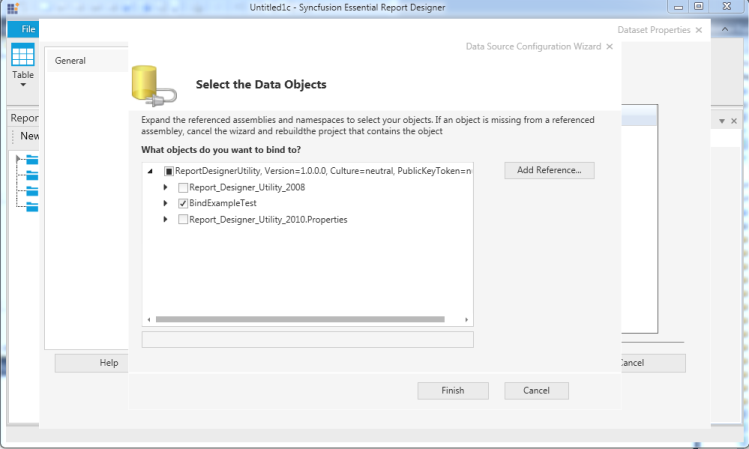 Untitled1c - Syncfusion Essential Report Designer
File
Dataset Properties
Data Source Configuration Wizard
General
Table
Select the Data Objects
Expand the referenced assemblies and namespaces to select your objects. If an object is missing from a referenced
assembley, cancel the wizard and rebuildthe project that contains the object
Repor
New
What objects do you want to bind to?
ReportDesignerUtility, Version=1.0.0.0, Culture=neutral, PublicKeyToken=n
Add Reference...
Report_Designer_Utility_2008
BindExampleTest
Report_Designer_Utility_2010.Properties
Help
Cancel
Finish
Cancel